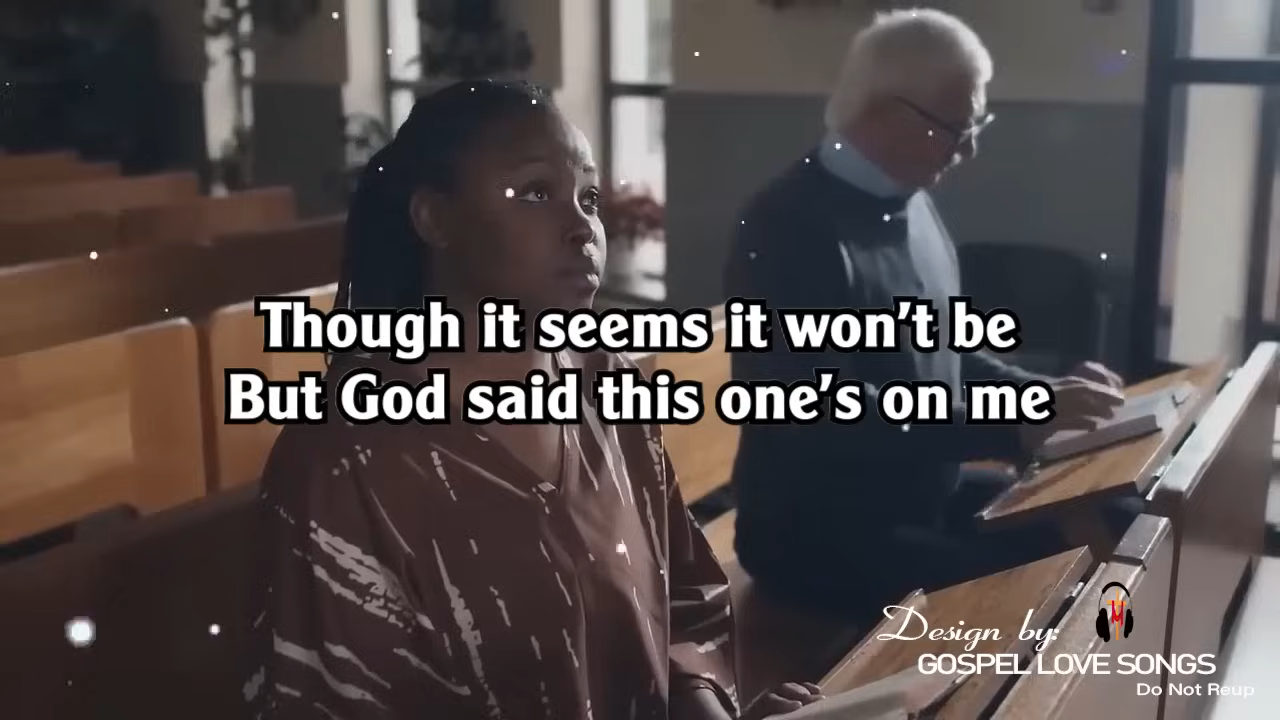 Though it seems it won't be
But God said this one's on me
Design by:
GOSPEL LOVE SONGS
Do Not Reup